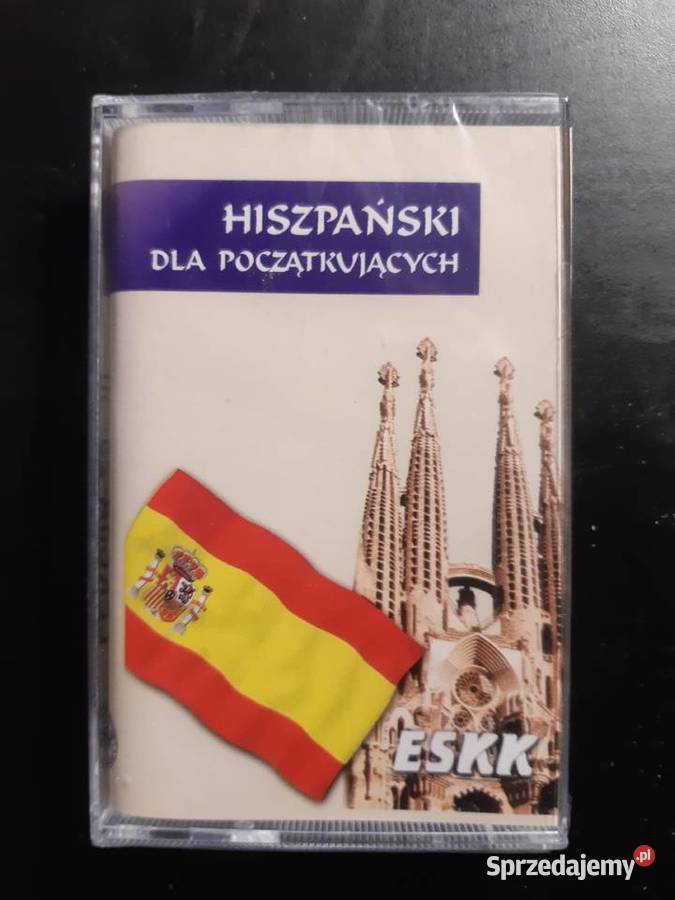 HISZPAŃSKI
DLA POCZĄTKUJĄCYCH
ESKK
Sprzedajemy.pl